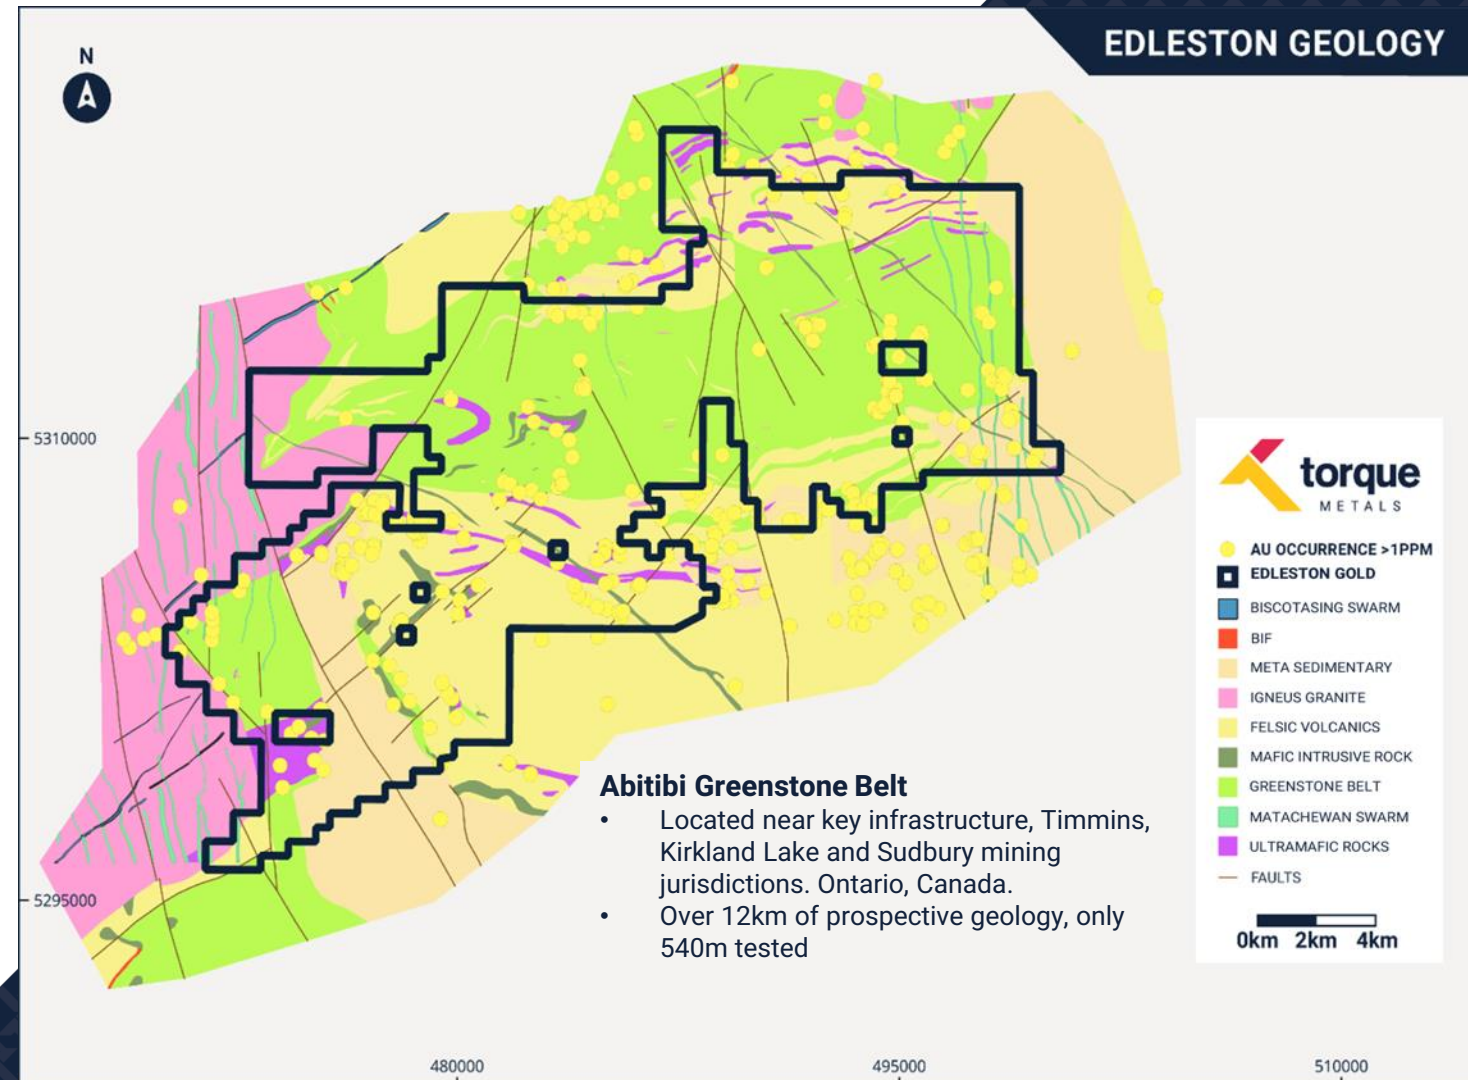 EDLESTON GEOLOGY
N
5310000
5295000
480000
495000
510000
torque
METALS
AU OCCURRENCE >1PPM
EDLESTON GOLD
BISCOTASING SWARM
BIF
META SEDIMENTARY
IGNEUS GRANITE
FELSIC VOLCANICS
MAFIC INTRUSIVE ROCK
GREENSTONE BELT
MATACHEWAN SWARM
ULTRAMAFIC ROCKS
FAULTS
0km 2km 4km
Abitibi Greenstone Belt
• Located near key infrastructure, Timmins,
Kirkland Lake and Sudbury mining
jurisdictions. Ontario, Canada.
• Over 12km of prospective geology, only
540m tested